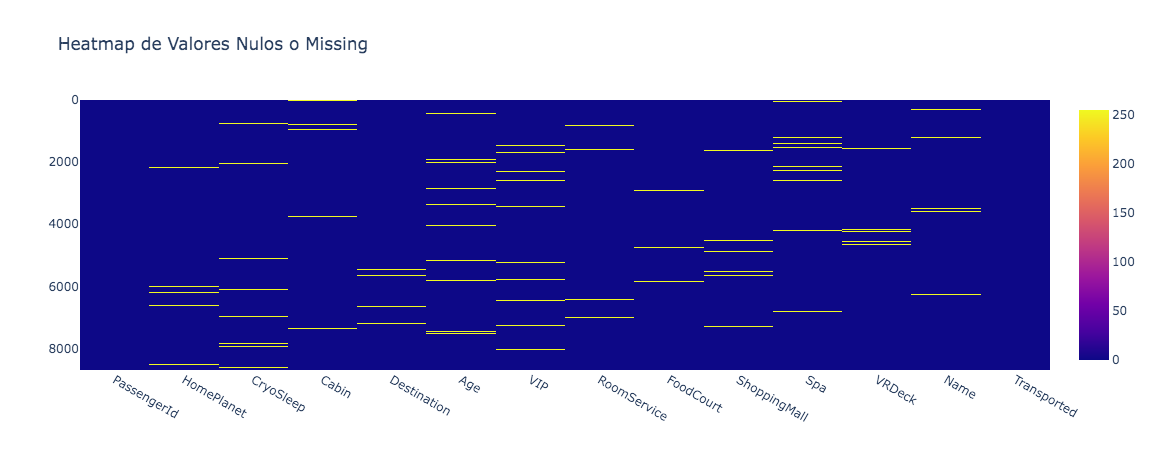 Heatmap de Valores Nulos o Missing
0
2000
4000
6000
8000
250
200
150
100
50
0
PassengerId
HomePlanet
CryoSleep
Cabin
Destination
Age
VIP
RoomService
FoodCourt
ShoppingMall
Spa
VRDeck
Name
Transported